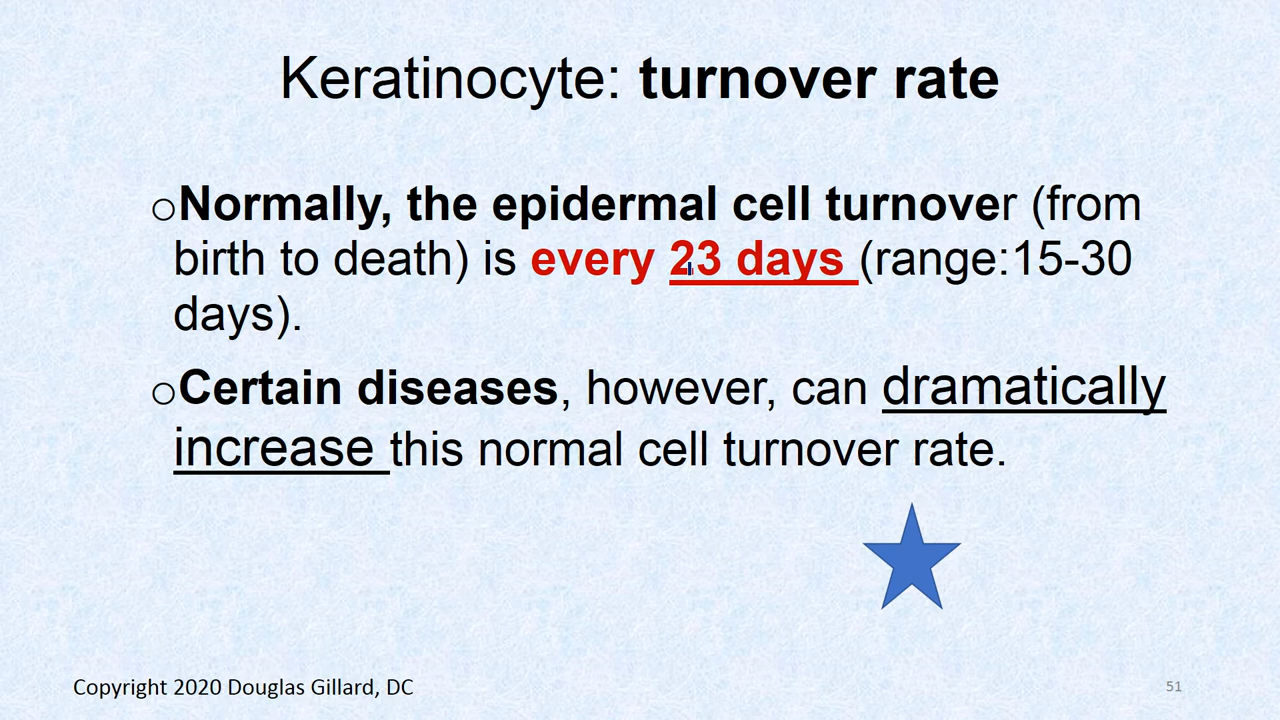 Keratinocyte: turnover rate
oNormally, the epidermal cell turnover (from
birth to death) is every 23 days (range:15-30
days).
oCertain diseases, however, can dramatically
increase this normal cell turnover rate.
Copyright 2020 Douglas Gillard, DC
51